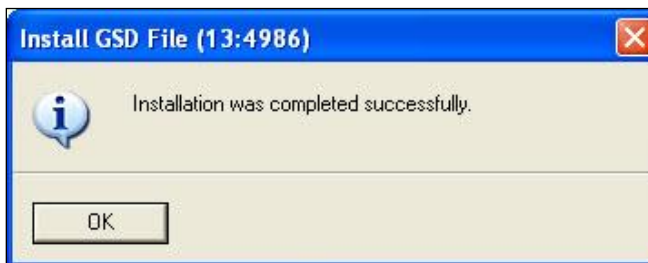 Install GSD File (13:4986)
Installation was completed successfully.
OK